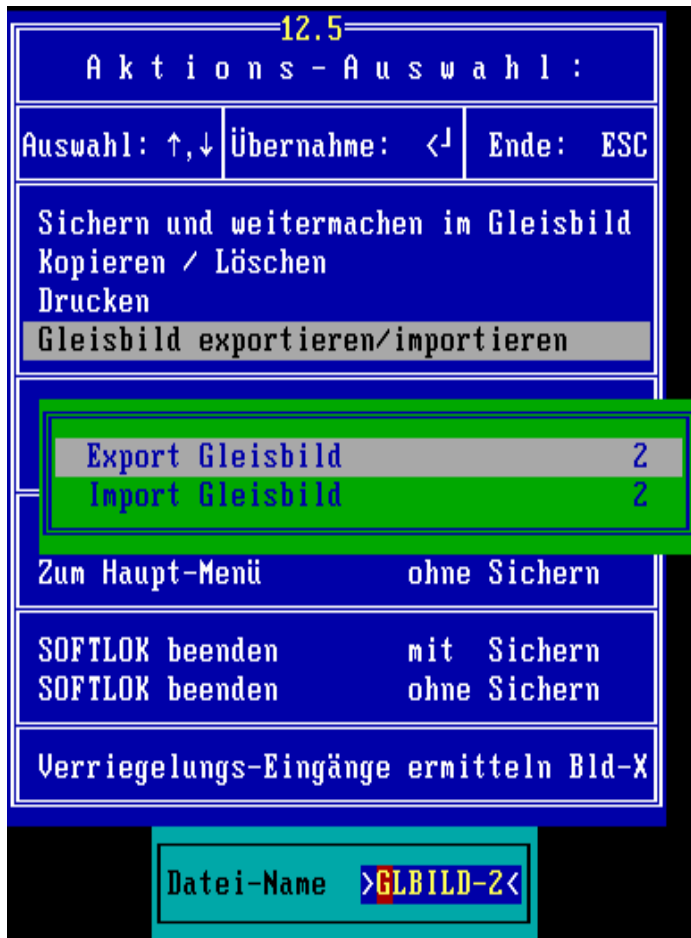 12.5
Aktions-Auswahl:
Auswahl: ↑,↓ Übernahme: <┘ Ende: ESC
Sichern und weitermachen im Gleisbild
Kopieren / Löschen
Drucken
Gleisbild exportieren/importieren
Export Gleisbild 2
Import Gleisbild 2
Zum Haupt-Menü ohne Sichern
SOFTLOK beenden mit Sichern
SOFTLOK beenden ohne Sichern
Verriegelungs-Eingänge ermitteln Bld-X
Datei-Name >GLBILD-2<